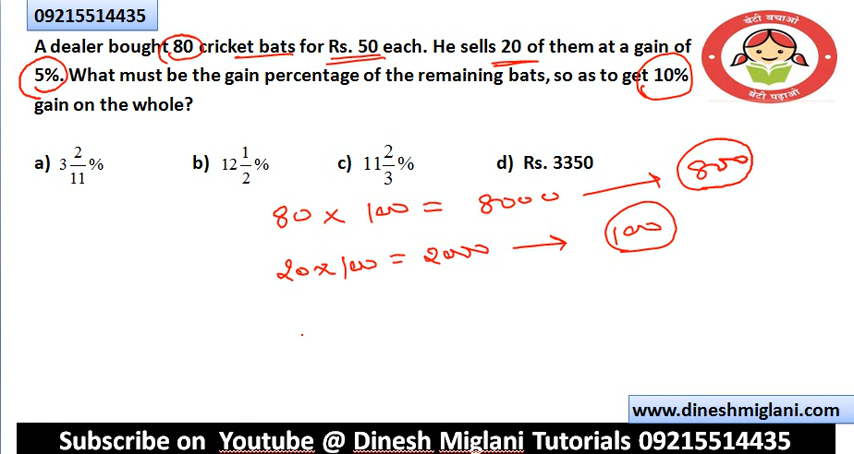 09215514435
A dealer bought 80 cricket bats for Rs. 50 each. He sells 20 of them at a gain of
5%. What must be the gain percentage of the remaining bats, so as to get 10%
gain on the whole?
बेटी बचाओ
बेटी पढ़ाओ
a) 3 2/11 % b) 12 1/2 % c) 11 2/3 % d) Rs. 3350
80 x 100 = 8000 → 800
20 x 100 = 2000 → 100
www.dineshmiglani.com
Subscribe on Youtube @ Dinesh Miglani Tutorials 09215514435